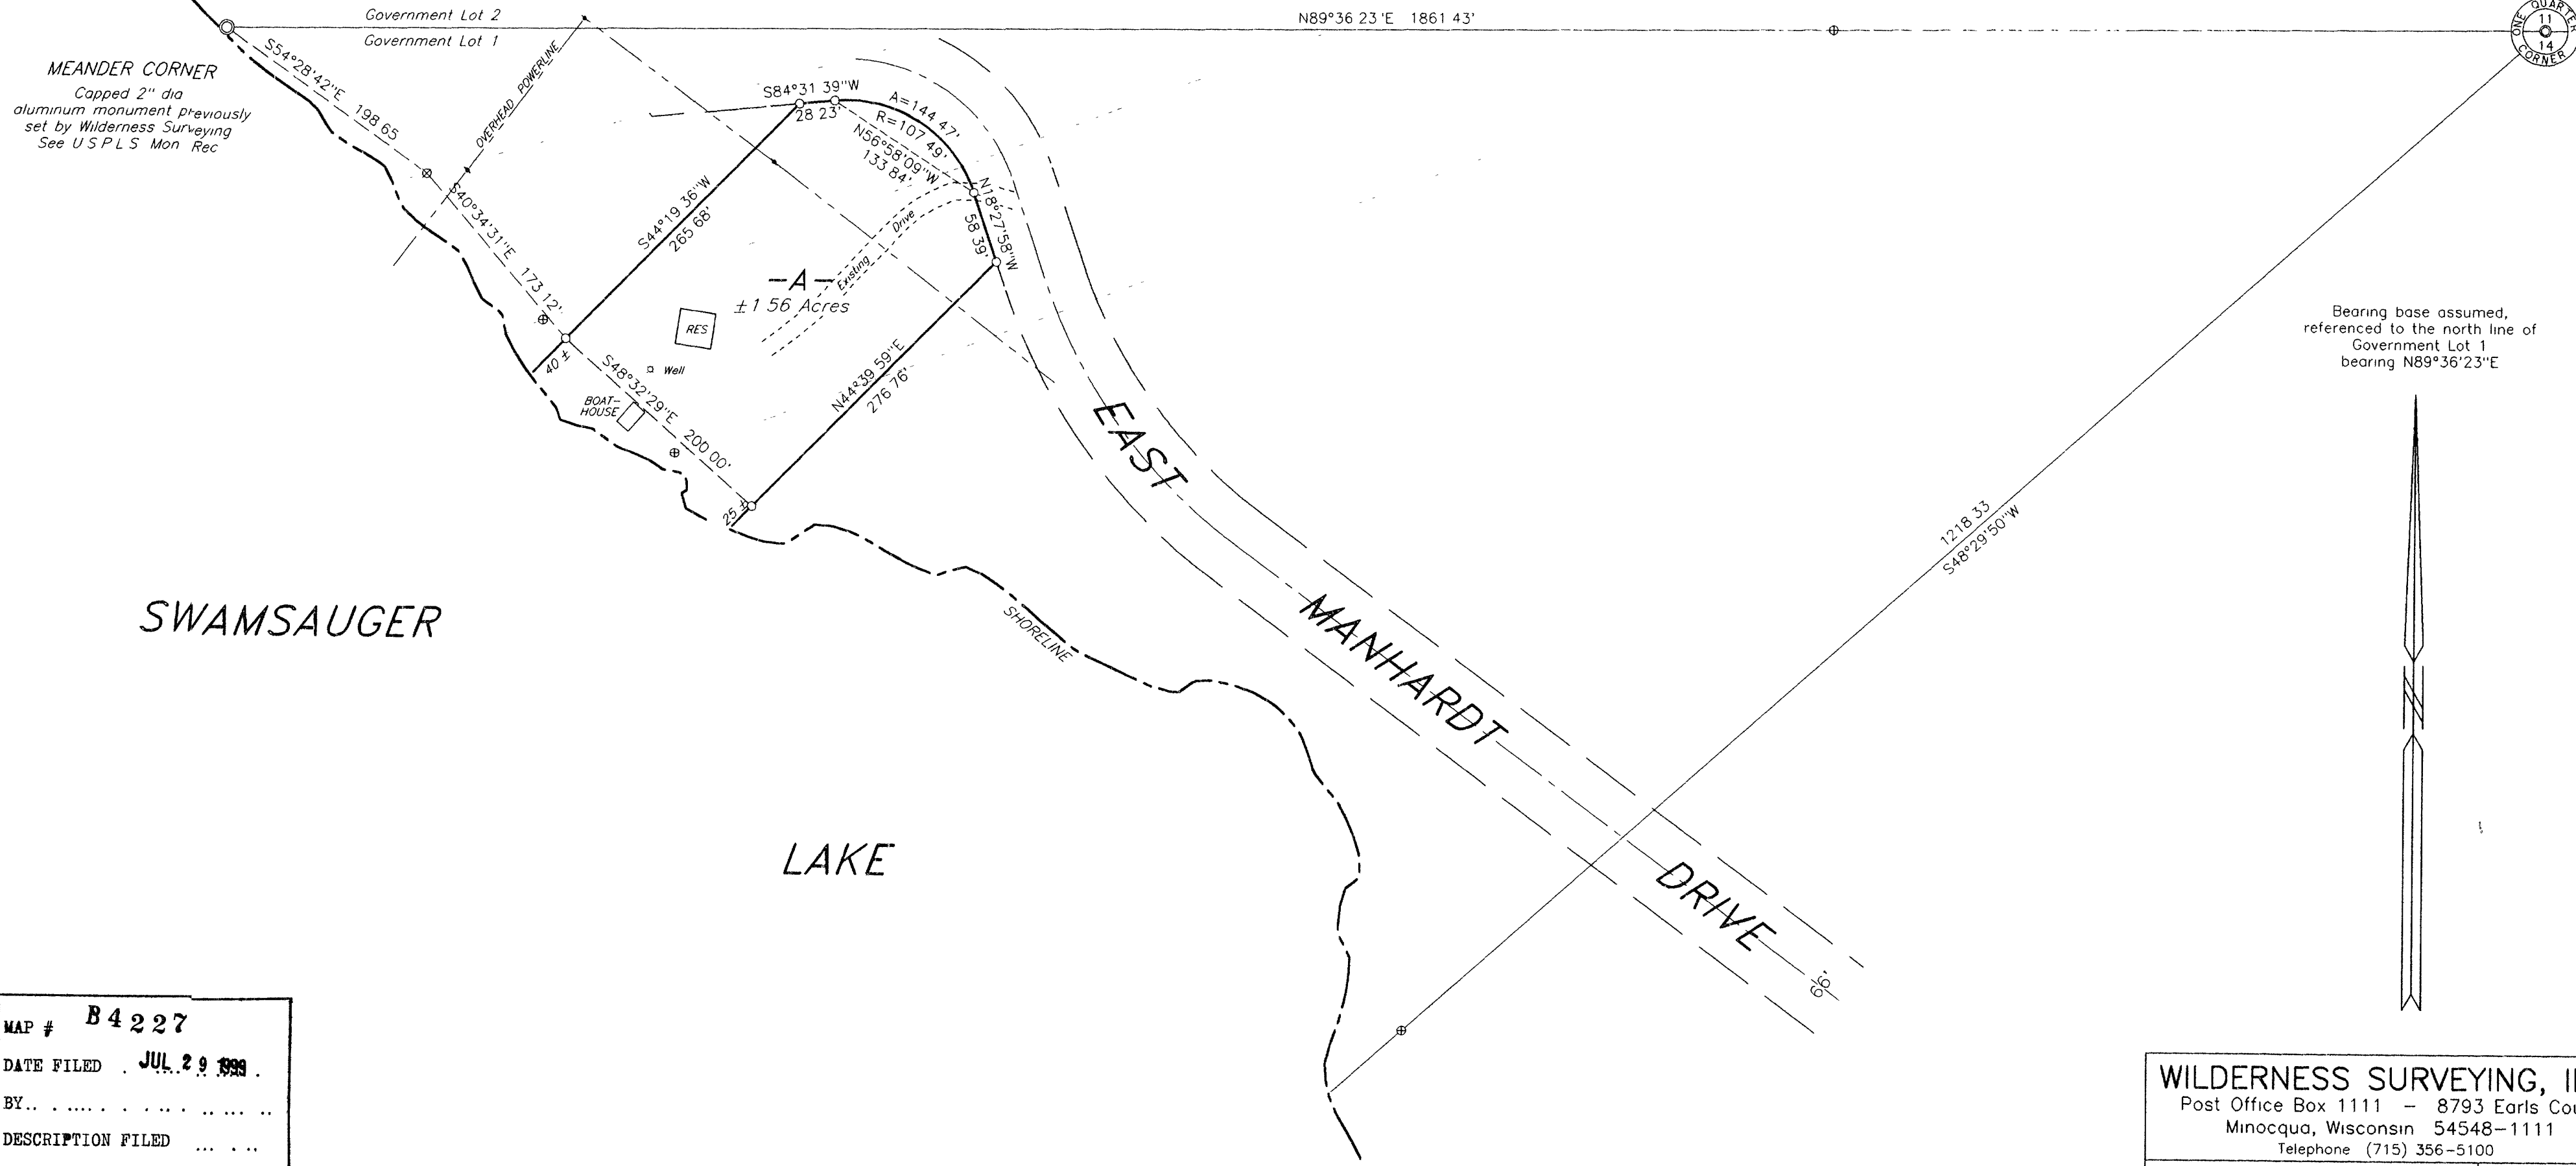 Government Lot 2
Government Lot 1
N89°36 23'E 1861 43'
ONE QUARTER
11
14
CORNER
MEANDER CORNER
Capped 2" dia
aluminum monument previously
set by Wilderness Surveying
See U S P L S Mon Rec
S54°28'42"E 198 65
OVERHEAD POWERLINE
S84°31 39"W
28 23'
A=144 47'
R=107 49'
N56°58'09"W
133 84'
S40°34'31"E 173 12'
S44°19 36"W
265 68'
N18°27'58"W
58 39'
Existing Drive
-A-
±1 56 Acres
RES
Well
BOAT-
HOUSE
40 ±
S48°32'29"E 200 00'
25 ±
N44°39 59"E
276 76'
Bearing base assumed,
referenced to the north line of
Government Lot 1
bearing N89°36'23"E
N
EAST
MANHARDT
DRIVE
66'
1218 33
S48°29'50"W
SWAMSAUGER
LAKE
SHORELINE
MAP # B4227
DATE FILED . JUL 29 1999 .
BY.. . .... . . . .. . .. ... ..
DESCRIPTION FILED ... . ..
WILDERNESS SURVEYING,
Post Office Box 1111 - 8793 Earls
Minocqua, Wisconsin 54548-1111
Telephone (715) 356-5100